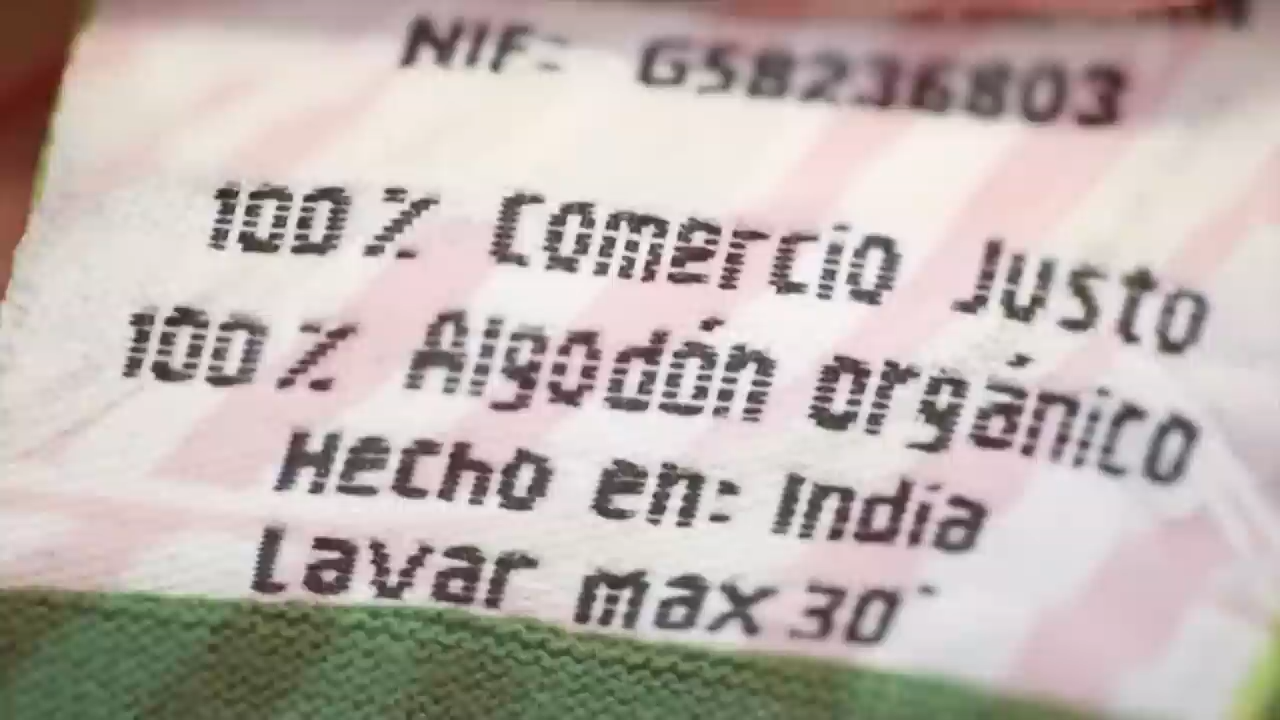 NIF: G58236803
100% Comercio Justo
100% Algodón orgánico
Hecho en: India
Lavar max 30°